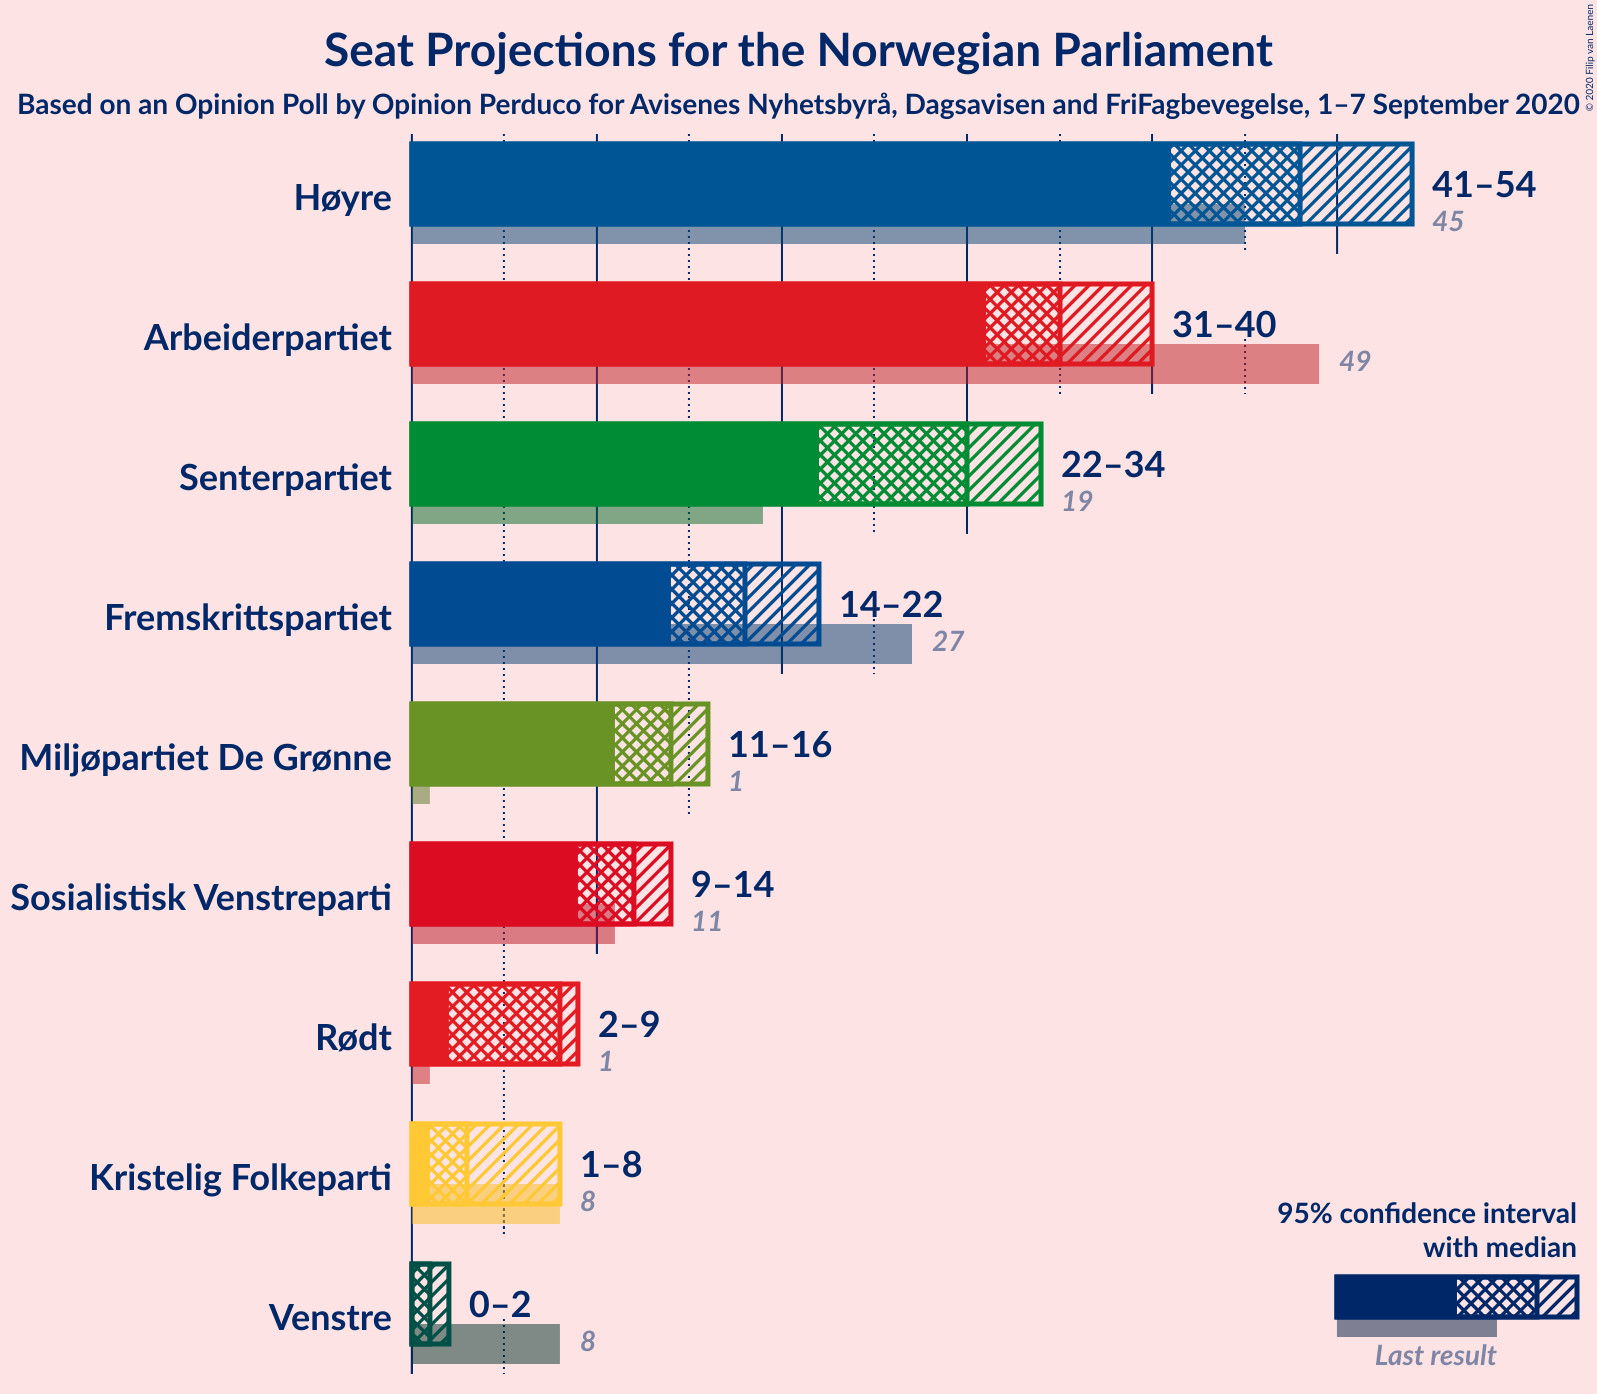 Seat Projections for the Norwegian Parliament
Based on an Opinion Poll by Opinion Perduco for Avisenes Nyhetsbyrå, Dagsavisen and FriFagbevegelse, 1–7 September 2020
© 2020 Filip van Laenen
Høyre
41–54
45
Arbeiderpartiet
31–40
49
Senterpartiet
22–34
19
Fremskrittspartiet
14–22
27
Miljøpartiet De Grønne
11–16
1
Sosialistisk Venstreparti
9–14
11
Rødt
2–9
1
Kristelig Folkeparti
1–8
8
Venstre
0–2
8
95% confidence interval
with median
Last result